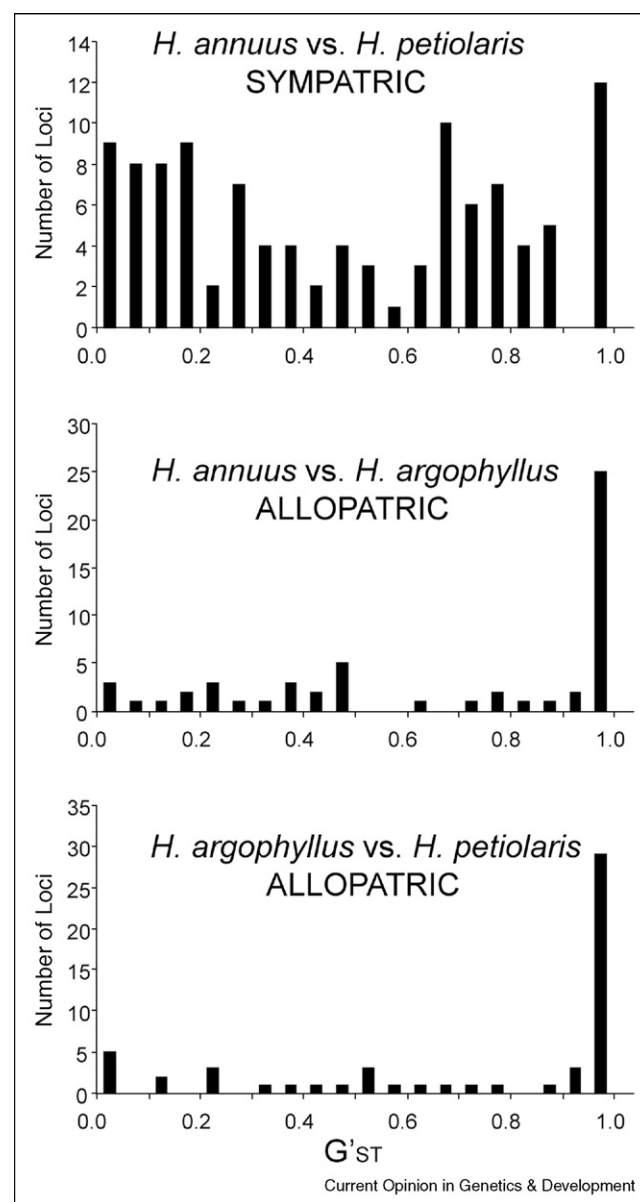 H. annuus vs. H. petiolaris
SYMPATRIC
Number of Loci
14
12
10
8
6
4
2
0
0.0 0.2 0.4 0.6 0.8 1.0
H. annuus vs. H. argophyllus
ALLOPATRIC
Number of Loci
30
25
20
15
10
5
0
0.0 0.2 0.4 0.6 0.8 1.0
H. argophyllus vs. H. petiolaris
ALLOPATRIC
Number of Loci
35
30
25
20
15
10
5
0
0.0 0.2 0.4 0.6 0.8 1.0
G'ST
Current Opinion in Genetics & Development